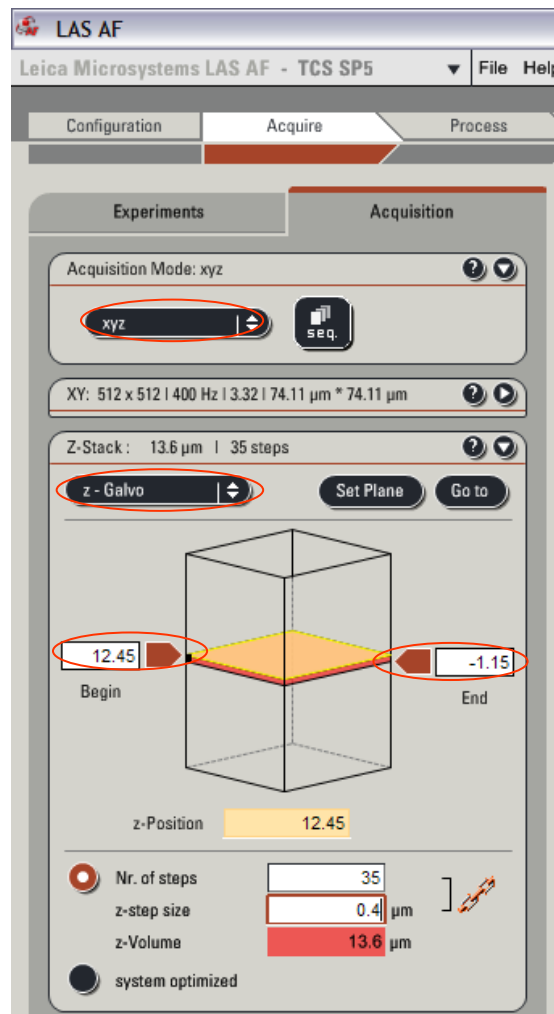 LAS AF
Leica Microsystems LAS AF - TCS SP5 File Help
Configuration Acquire Process
Experiments Acquisition
Acquisition Mode: xyz ?
xyz seq.
XY: 512 x 512 | 400 Hz | 3.32 | 74.11 µm * 74.11 µm ?
Z-Stack: 13.6 µm | 35 steps ?
z - Galvo Set Plane Go to
12.45 -1.15
Begin End
z-Position 12.45
Nr. of steps 35
z-step size 0.4 µm
z-Volume 13.6 µm
system optimized